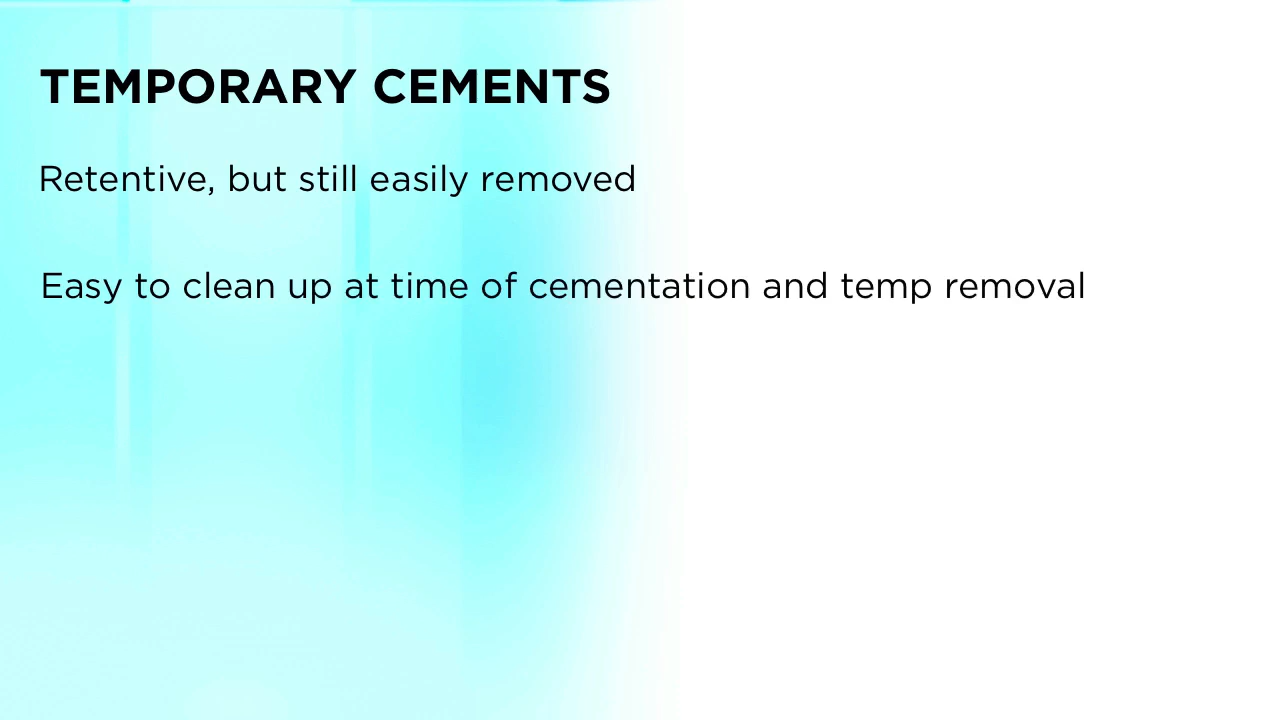 TEMPORARY CEMENTS
Retentive, but still easily removed
Easy to clean up at time of cementation and temp removal